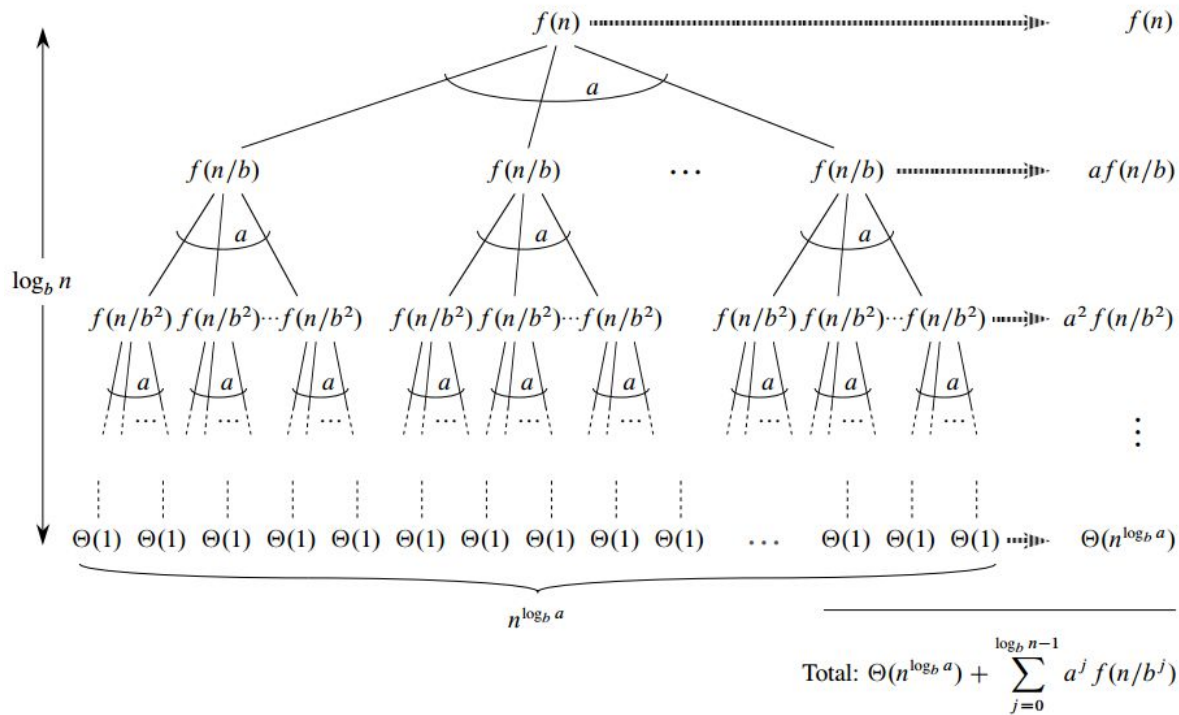 f(n) f(n)
a
f(n/b) f(n/b) ··· f(n/b) af(n/b)
a a a
log_b n
f(n/b²) f(n/b²)···f(n/b²) f(n/b²) f(n/b²)···f(n/b²) f(n/b²) f(n/b²)···f(n/b²) a² f(n/b²)
a a a a a a a a a
··· ··· ··· ··· ··· ··· ··· ··· ···
⋮
Θ(1) Θ(1) Θ(1) Θ(1) Θ(1) Θ(1) Θ(1) Θ(1) Θ(1) Θ(1) ··· Θ(1) Θ(1) Θ(1) Θ(n^{log_b a})
n^{log_b a}
Total: Θ(n^{log_b a}) + ∑_{j=0}^{log_b n−1} a^j f(n/b^j)